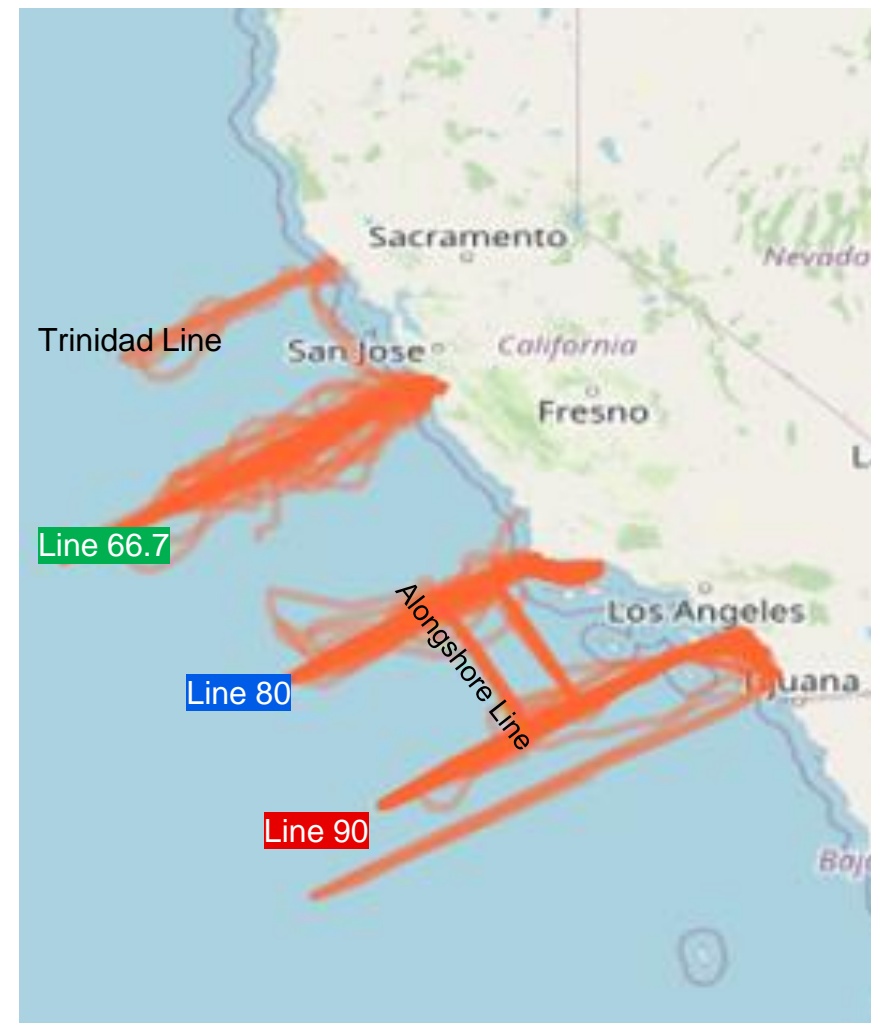 Sacramento
Nevada
Trinidad Line
San Jose
California
Fresno
L
Line 66.7
Alongshore Line
Los Angeles
Line 80
Tijuana
Line 90
Baj